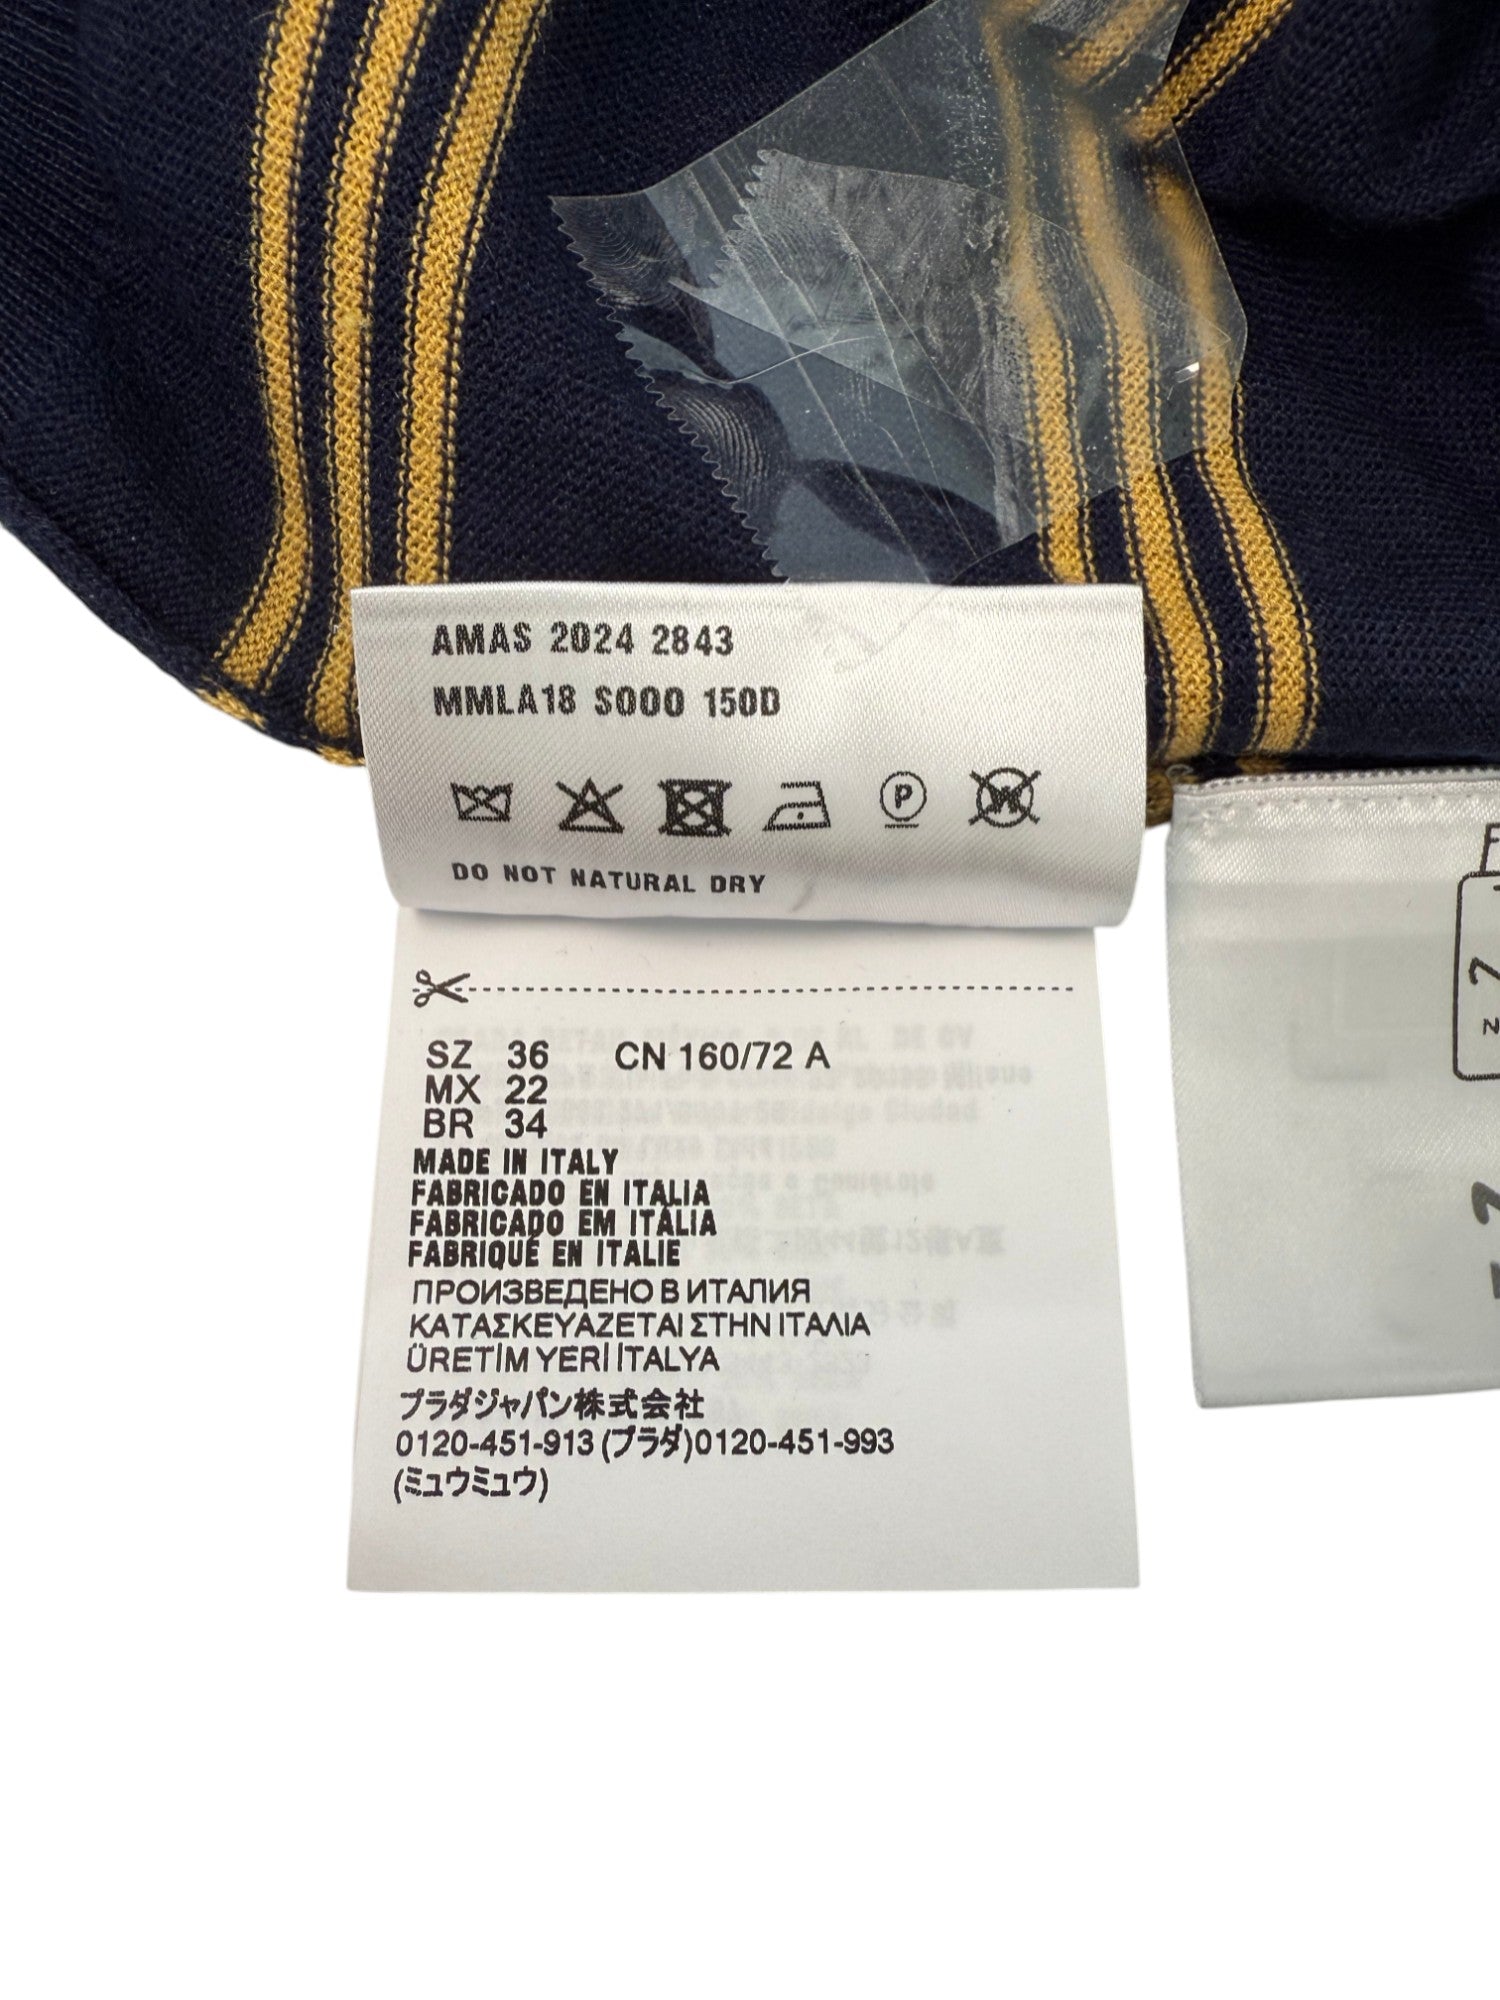 AMAS 2024 2843
MMLA18 S000 150D
P
W
DO NOT NATURAL DRY
SZ 36 CN 160/72 A
MX 22
BR 34
MADE IN ITALY
FABRICADO EN ITALIA
FABRICADO EM ITÁLIA
FABRIQUÉ EN ITALIE
ПРОИЗВЕДЕНО В ИТАЛИЯ
ΚΑΤΑΣΚΕΥΑΖΕΤΑΙ ΣΤΗΝ ΙΤΑΛΙΑ
ÜRETİM YERİ İTALYA
プラダジャパン株式会社
0120-451-913 (プラダ)0120-451-993
(ミュウミュウ)